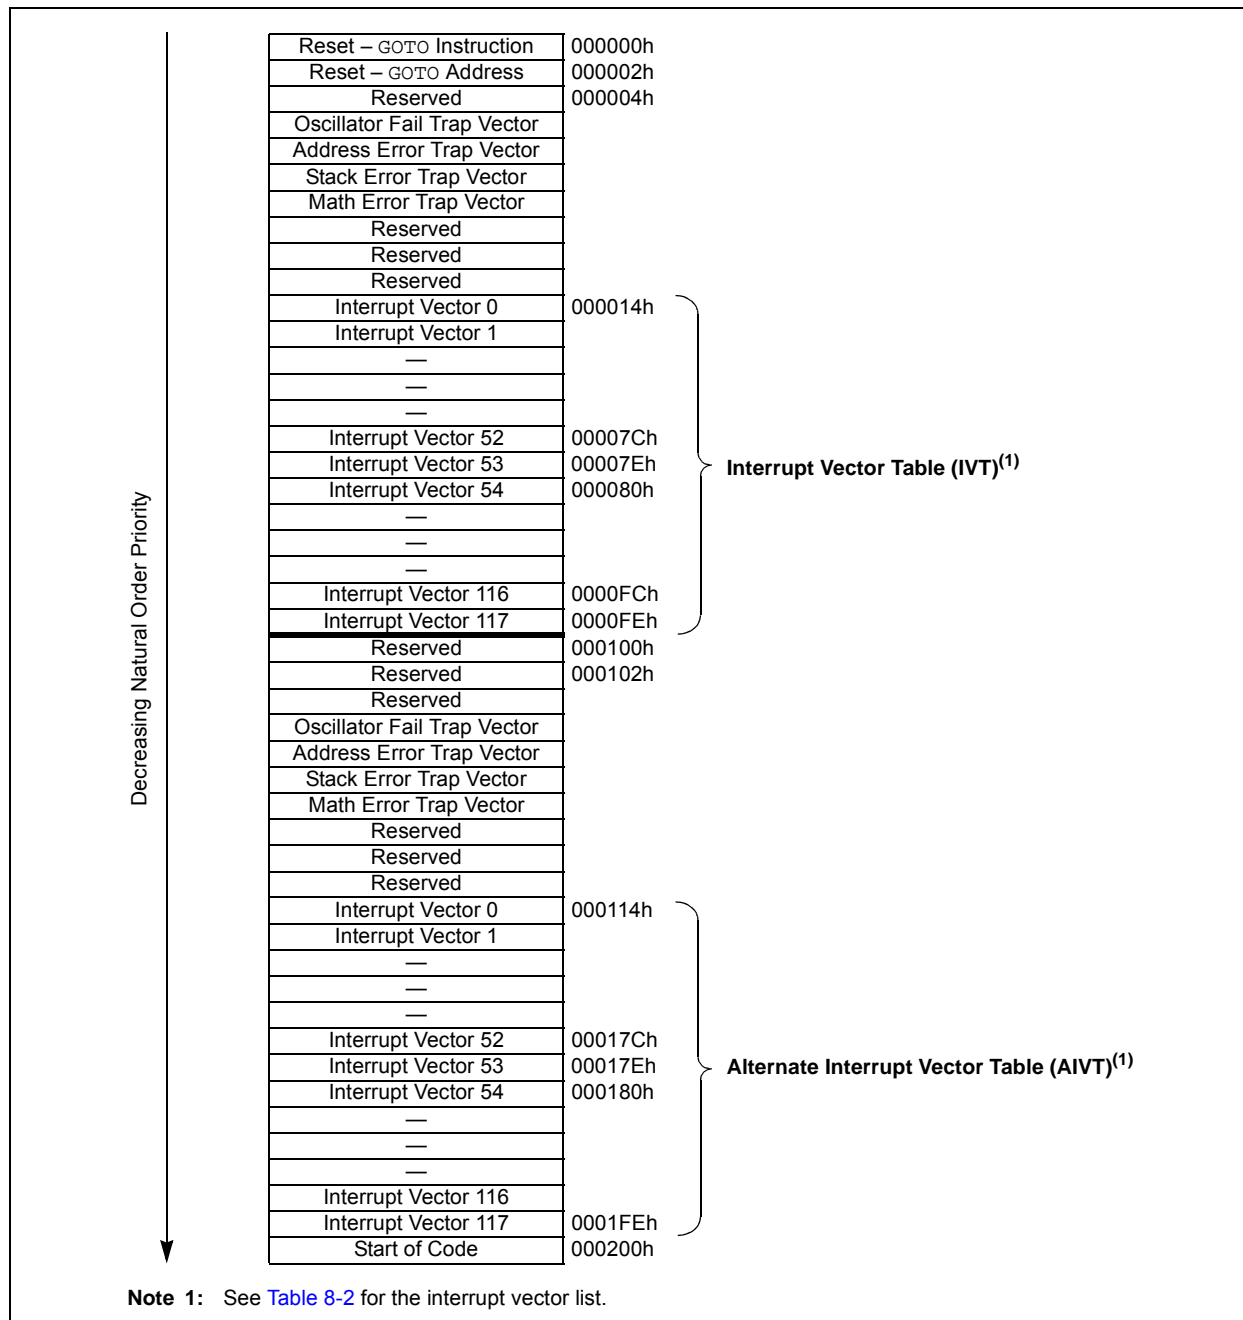 Reset – GOTO Instruction 000000h
Reset – GOTO Address 000002h
Reserved 000004h
Oscillator Fail Trap Vector
Address Error Trap Vector
Stack Error Trap Vector
Math Error Trap Vector
Reserved
Reserved
Reserved
Interrupt Vector 0 000014h
Interrupt Vector 1
—
—
—
Interrupt Vector 52 00007Ch
Interrupt Vector 53 00007Eh
Interrupt Vector 54 000080h
—
—
—
Interrupt Vector 116 0000FCh
Interrupt Vector 117 0000FEh
Interrupt Vector Table (IVT)(1)
Decreasing Natural Order Priority
Reserved 000100h
Reserved 000102h
Reserved
Oscillator Fail Trap Vector
Address Error Trap Vector
Stack Error Trap Vector
Math Error Trap Vector
Reserved
Reserved
Reserved
Interrupt Vector 0 000114h
Interrupt Vector 1
—
—
—
Interrupt Vector 52 00017Ch
Interrupt Vector 53 00017Eh
Interrupt Vector 54 000180h
—
—
—
Interrupt Vector 116
Interrupt Vector 117 0001FEh
Alternate Interrupt Vector Table (AIVT)(1)
Start of Code 000200h
Note 1: See Table 8-2 for the interrupt vector list.